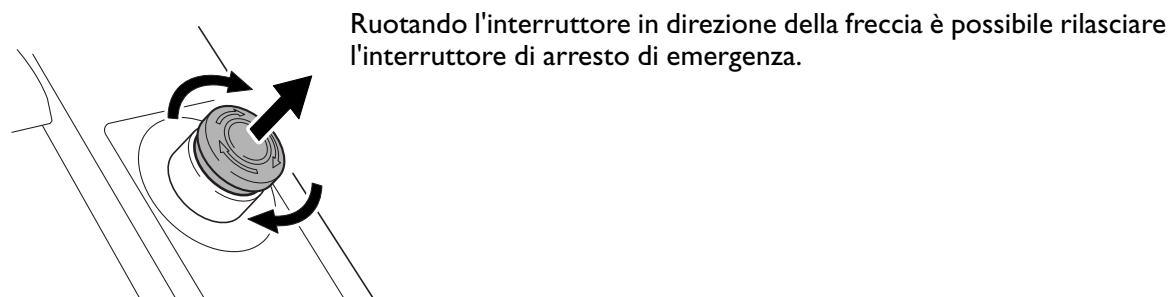 Ruotando l'interruttore in direzione della freccia è possibile rilasciare
l'interruttore di arresto di emergenza.